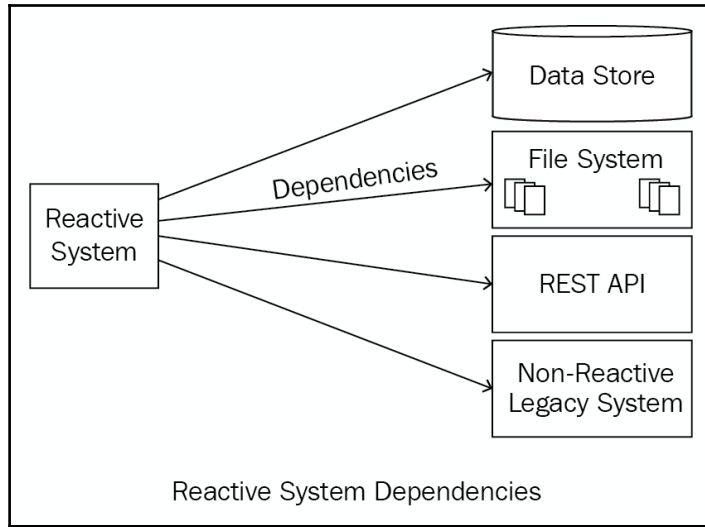 Data Store
File System
Dependencies
Reactive
System
REST API
Non-Reactive
Legacy System
Reactive System Dependencies